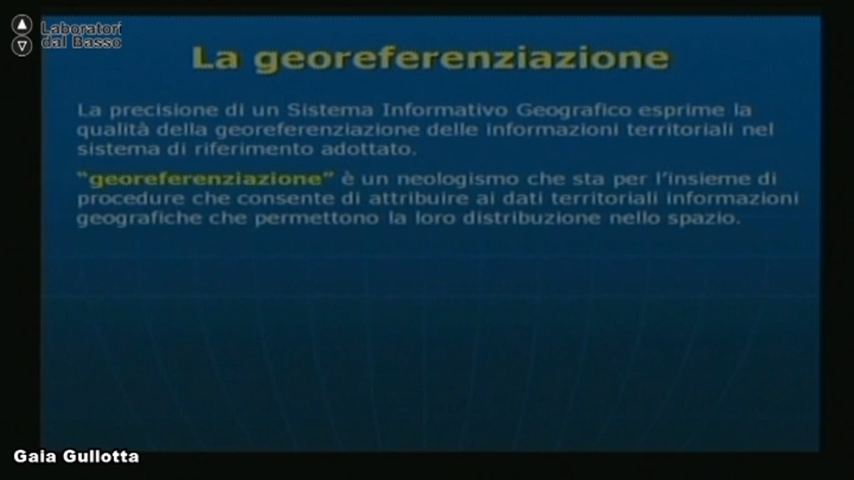 Laboratori
dal Basso
La georeferenziazione
La precisione di un Sistema Informativo Geografico esprime la
qualità della georeferenziazione delle informazioni territoriali nel
sistema di riferimento adottato.
“georeferenziazione” è un neologismo che sta per l’insieme di
procedure che consente di attribuire ai dati territoriali informazioni
geografiche che permettono la loro distribuzione nello spazio.
Gaia Gullotta